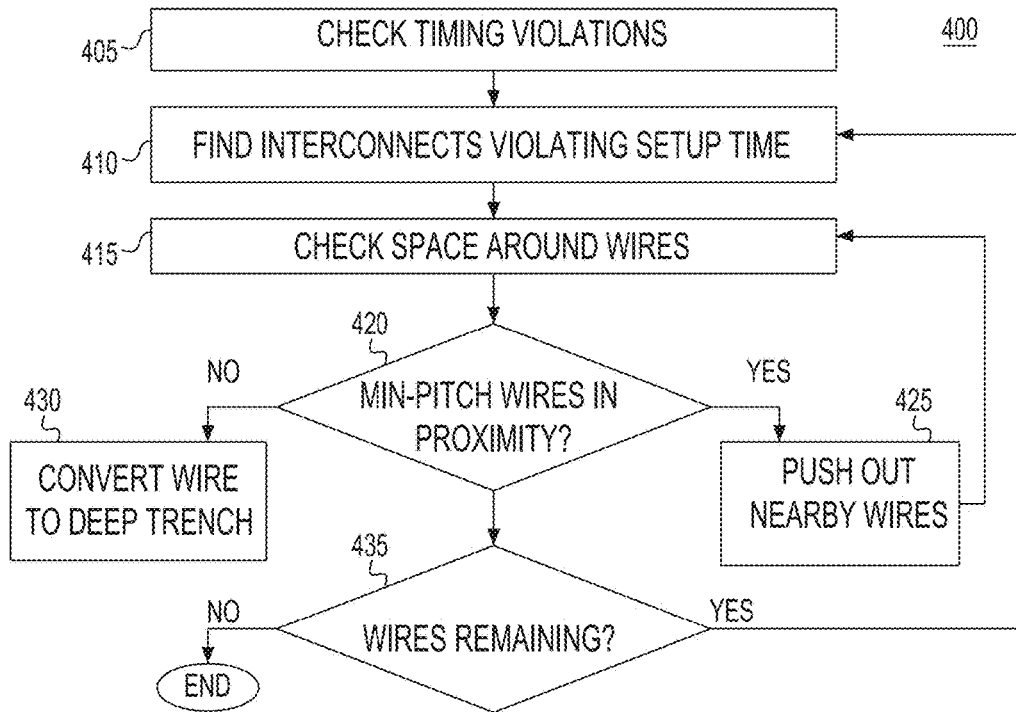 400
405
CHECK TIMING VIOLATIONS
410
FIND INTERCONNECTS VIOLATING SETUP TIME
415
CHECK SPACE AROUND WIRES
420
NO
YES
MIN-PITCH WIRES IN
PROXIMITY?
430
CONVERT WIRE
TO DEEP TRENCH
425
PUSH OUT
NEARBY WIRES
435
NO
YES
WIRES REMAINING?
END